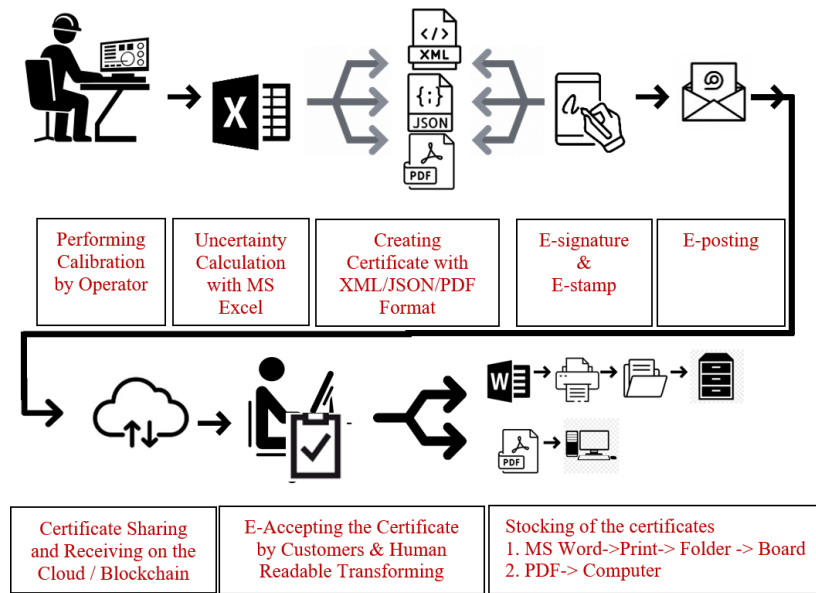 </>
XML
{;}
JSON
X
PDF
Performing
Calibration
by Operator
Uncertainty
Calculation
with MS
Excel
Creating
Certificate with
XML/JSON/PDF
Format
E-signature
&
E-stamp
E-posting
W
PDF
Certificate Sharing
and Receiving on the
Cloud / Blockchain
E-Accepting the Certificate
by Customers & Human
Readable Transforming
Stocking of the certificates
1. MS Word->Print-> Folder -> Board
2. PDF-> Computer